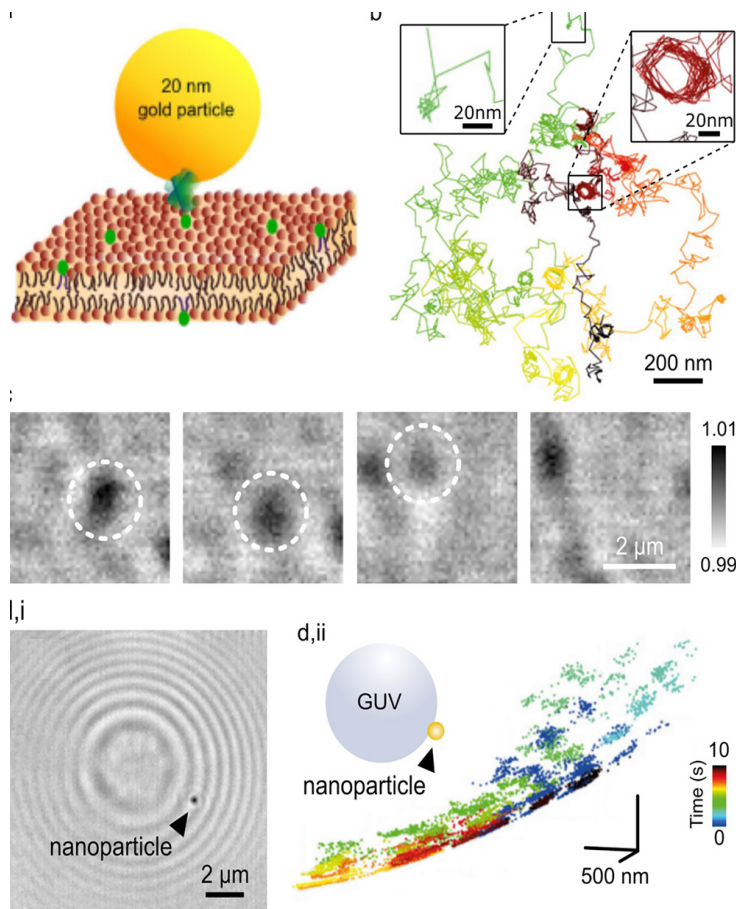 b
20 nm
gold particle
20nm
20nm
200 nm
1.01
0.99
2 µm
d,ii
GUV
nanoparticle
nanoparticle
2 µm
10
Time (s)
0
500 nm